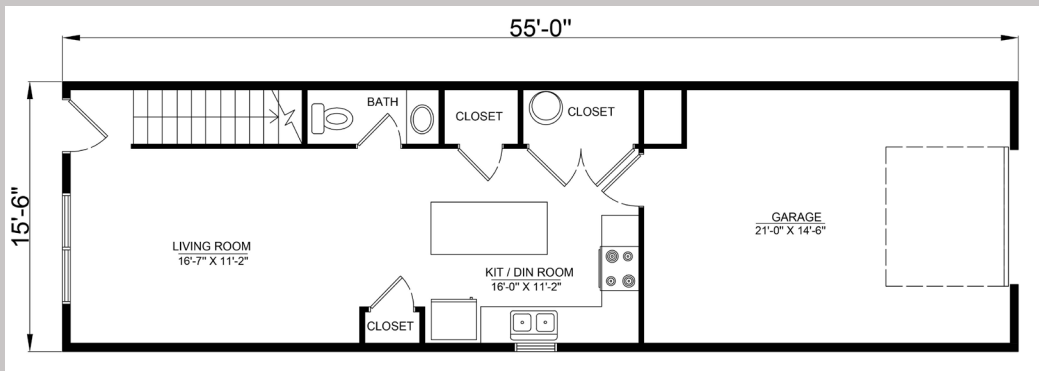 55'-0"
15'-6"
BATH
CLOSET
CLOSET
LIVING ROOM
16'-7" X 11'-2"
KIT / DIN ROOM
16'-0" X 11'-2"
GARAGE
21'-0" X 14'-6"
CLOSET